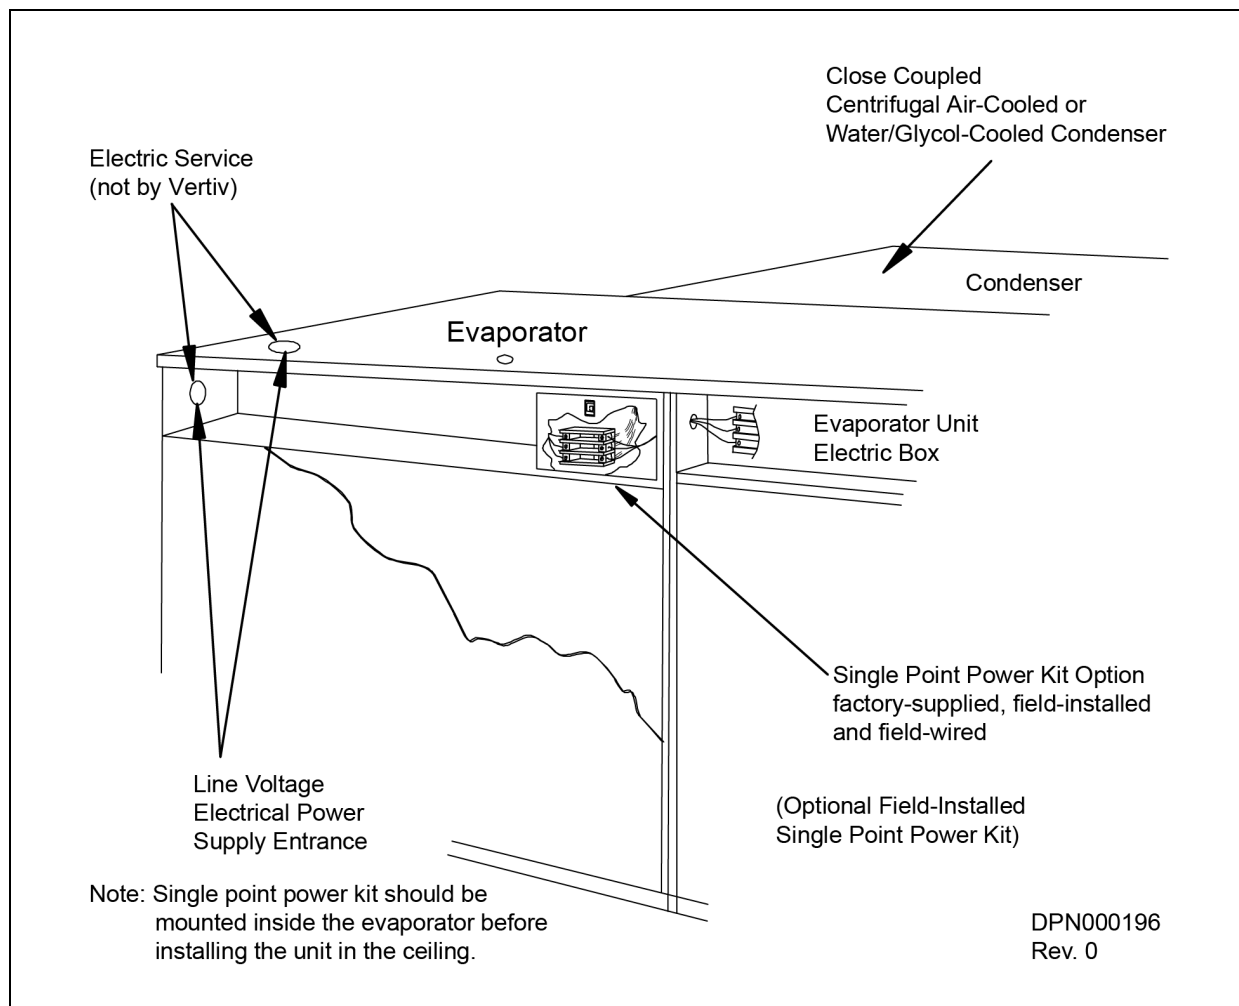 Close Coupled
Centrifugal Air-Cooled or
Water/Glycol-Cooled Condenser
Electric Service
(not by Vertiv)
Condenser
Evaporator
Evaporator Unit
Electric Box
Single Point Power Kit Option
factory-supplied, field-installed
and field-wired
Line Voltage
Electrical Power
Supply Entrance
(Optional Field-Installed
Single Point Power Kit)
Note: Single point power kit should be
mounted inside the evaporator before
installing the unit in the ceiling.
DPN000196
Rev. 0